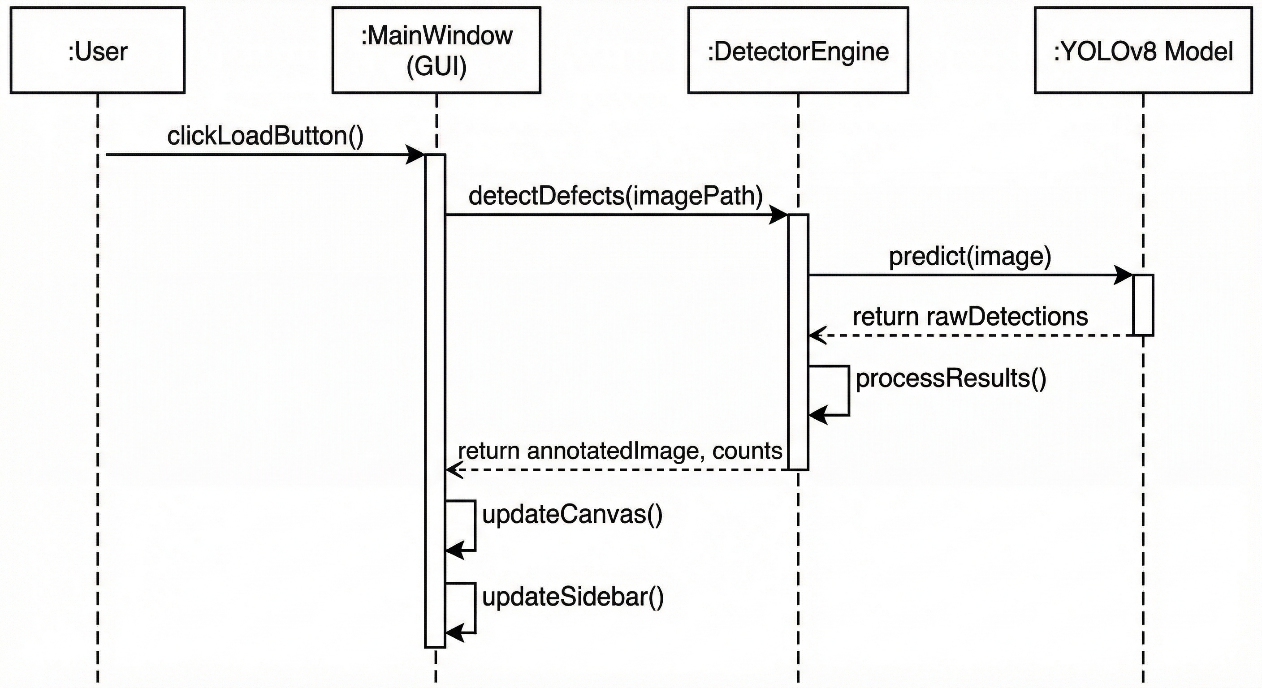 :User
:MainWindow
(GUI)
:DetectorEngine
:YOLOv8 Model
clickLoadButton()
detectDefects(imagePath)
predict(image)
return rawDetections
processResults()
return annotatedImage, counts
updateCanvas()
updateSidebar()